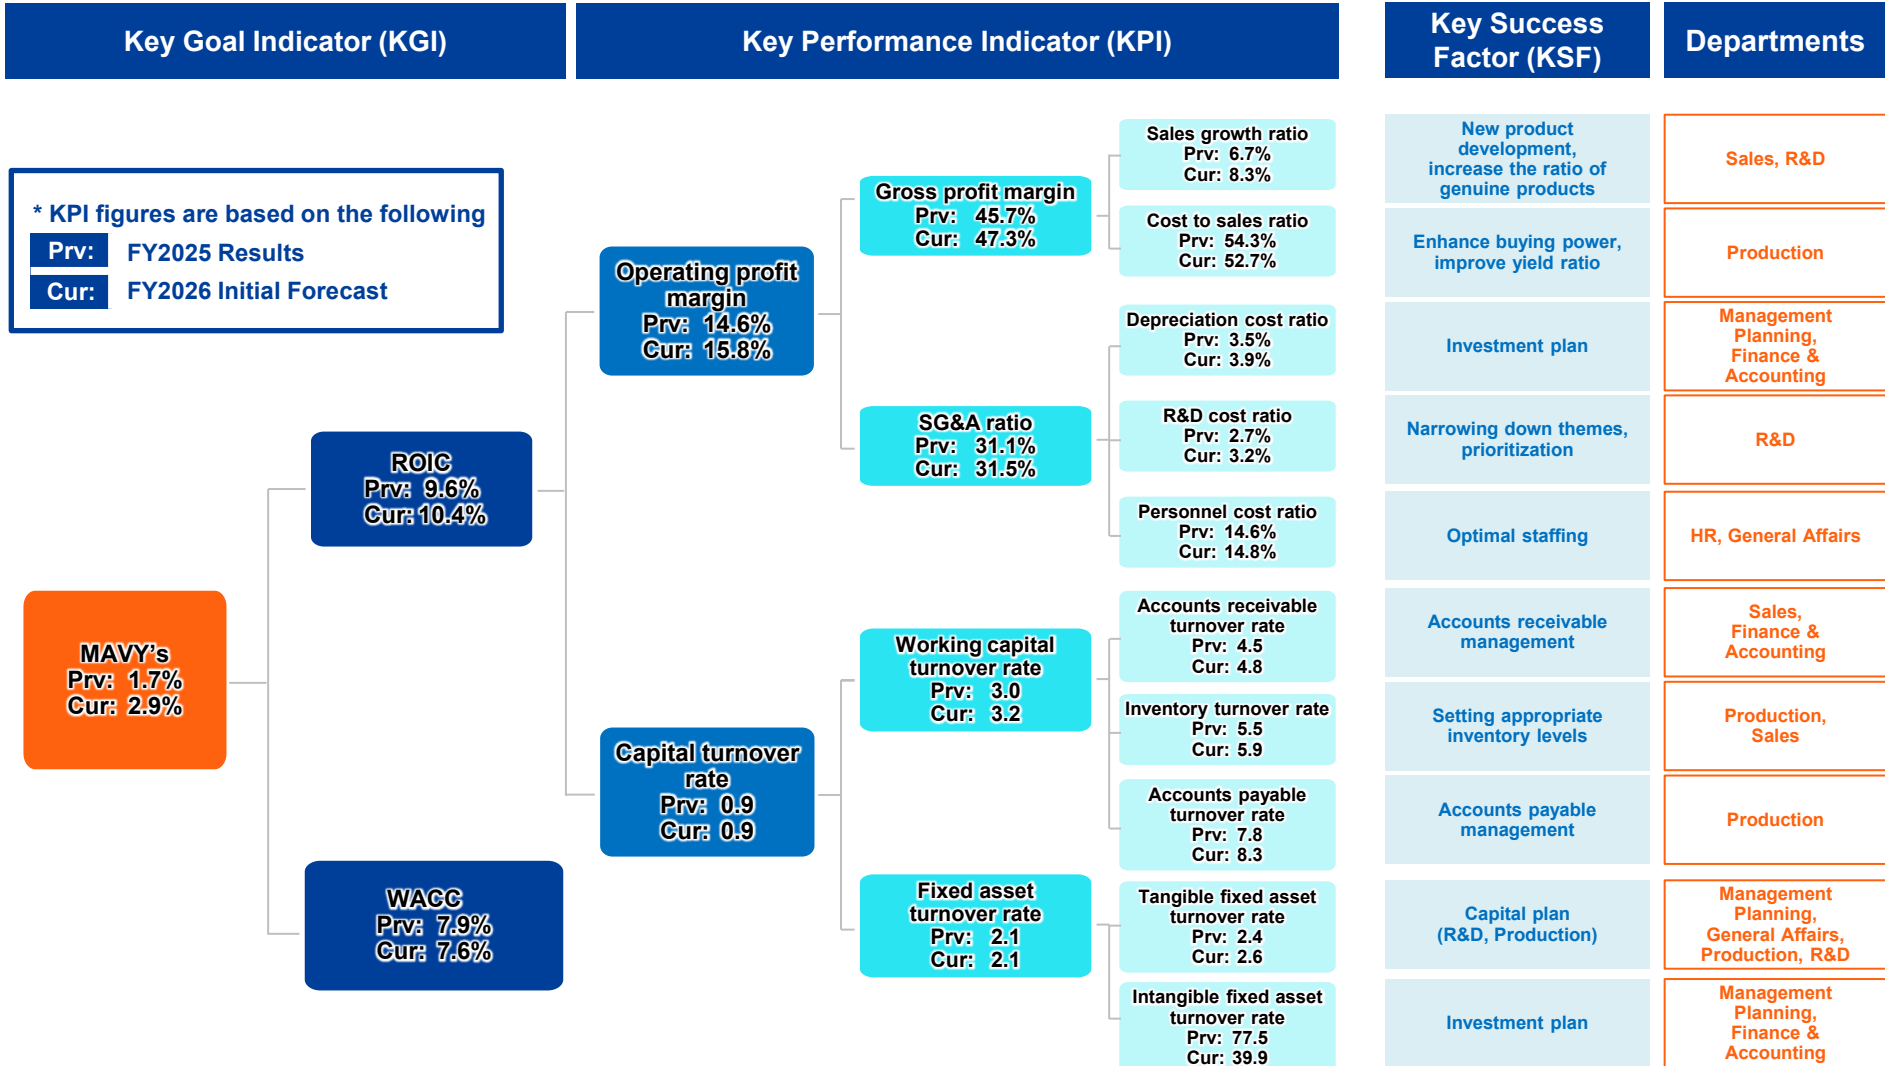 Key Goal Indicator (KGI)
Key Performance Indicator (KPI)
Key Success
Factor (KSF)
Departments
* KPI figures are based on the following
Prv: FY2025 Results
Cur: FY2026 Initial Forecast
MAVY's
Prv: 1.7%
Cur: 2.9%
ROIC
Prv: 9.6%
Cur: 10.4%
WACC
Prv: 7.9%
Cur: 7.6%
Operating profit
margin
Prv: 14.6%
Cur: 15.8%
Capital turnover
rate
Prv: 0.9
Cur: 0.9
Gross profit margin
Prv: 45.7%
Cur: 47.3%
SG&A ratio
Prv: 31.1%
Cur: 31.5%
Working capital
turnover rate
Prv: 3.0
Cur: 3.2
Fixed asset
turnover rate
Prv: 2.1
Cur: 2.1
Sales growth ratio
Prv: 6.7%
Cur: 8.3%
New product
development,
increase the ratio of
genuine products
Sales, R&D
Cost to sales ratio
Prv: 54.3%
Cur: 52.7%
Enhance buying power,
improve yield ratio
Production
Depreciation cost ratio
Prv: 3.5%
Cur: 3.9%
Investment plan
Management
Planning,
Finance &
Accounting
R&D cost ratio
Prv: 2.7%
Cur: 3.2%
Narrowing down themes,
prioritization
R&D
Personnel cost ratio
Prv: 14.6%
Cur: 14.8%
Optimal staffing
HR, General Affairs
Accounts receivable
turnover rate
Prv: 4.5
Cur: 4.8
Accounts receivable
management
Sales,
Finance &
Accounting
Inventory turnover rate
Prv: 5.5
Cur: 5.9
Setting appropriate
inventory levels
Production,
Sales
Accounts payable
turnover rate
Prv: 7.8
Cur: 8.3
Accounts payable
management
Production
Tangible fixed asset
turnover rate
Prv: 2.4
Cur: 2.6
Capital plan
(R&D, Production)
Management
Planning,
General Affairs,
Production, R&D
Intangible fixed asset
turnover rate
Prv: 77.5
Cur: 39.9
Investment plan
Management
Planning,
Finance &
Accounting